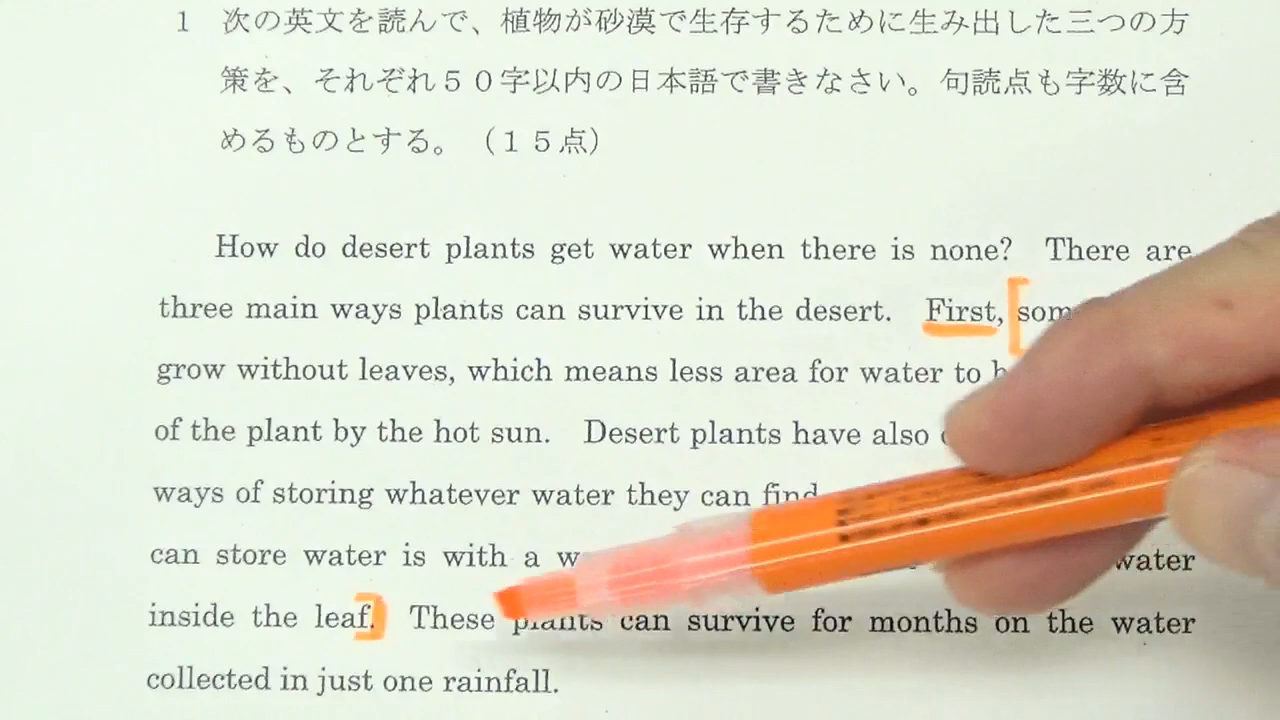 1 次の英文を読んで、植物が砂漠で生存するために生み出した三つの方
策を、それぞれ５０字以内の日本語で書きなさい。句読点も字数に含
めるものとする。（１５点）
How do desert plants get water when there is none? There are
three main ways plants can survive in the desert. First,
grow without leaves, which means less area for water to
of the plant by the hot sun. Desert plants have also
ways of storing whatever water they can find
can store water is with a water
inside the leaf. These plants can survive for months on the water
collected in just one rainfall.